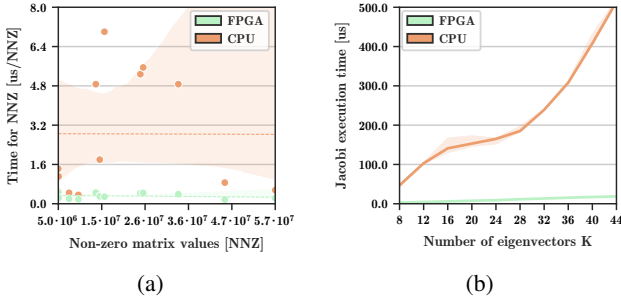 8.0
6.4
4.8
3.2
1.6
0.0
Time for NNZ [us/NNZ]
FPGA
CPU
5.0·10⁶ 1.5·10⁷ 2.6·10⁷ 3.6·10⁷ 4.7·10⁷ 5.7·10⁷
Non-zero matrix values [NNZ]
(a)
500.0
400.0
300.0
200.0
100.0
0.0
Jacobi execution time [us]
FPGA
CPU
8 12 16 20 24 28 32 36 40 44
Number of eigenvectors K
(b)